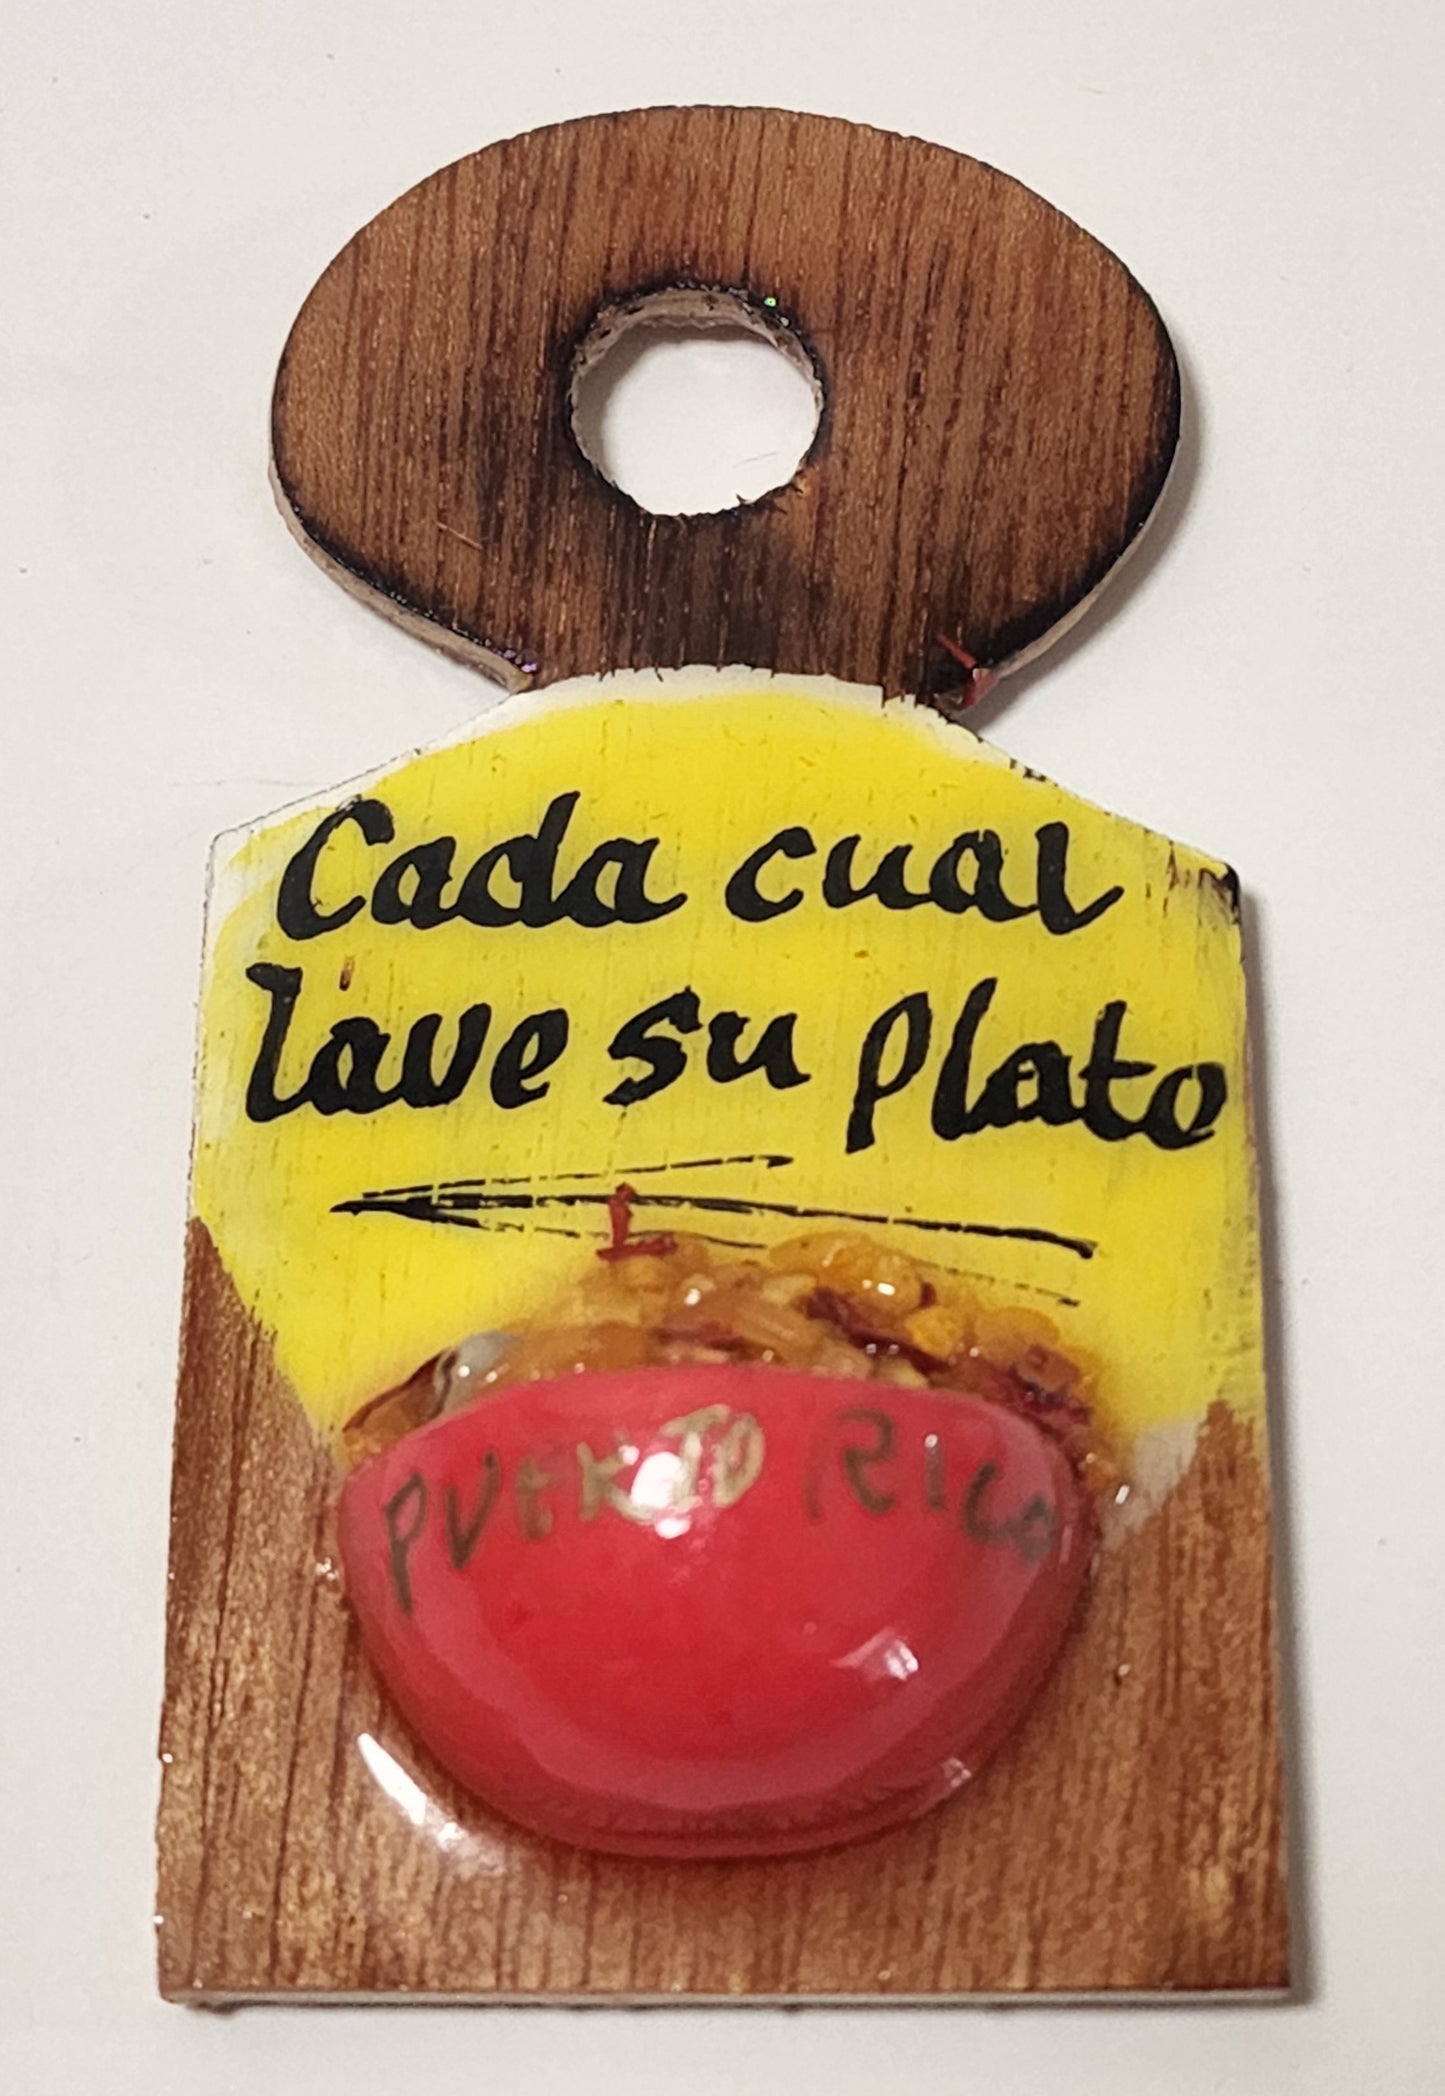 Cada cual
lave su plato
PUERTO RICO